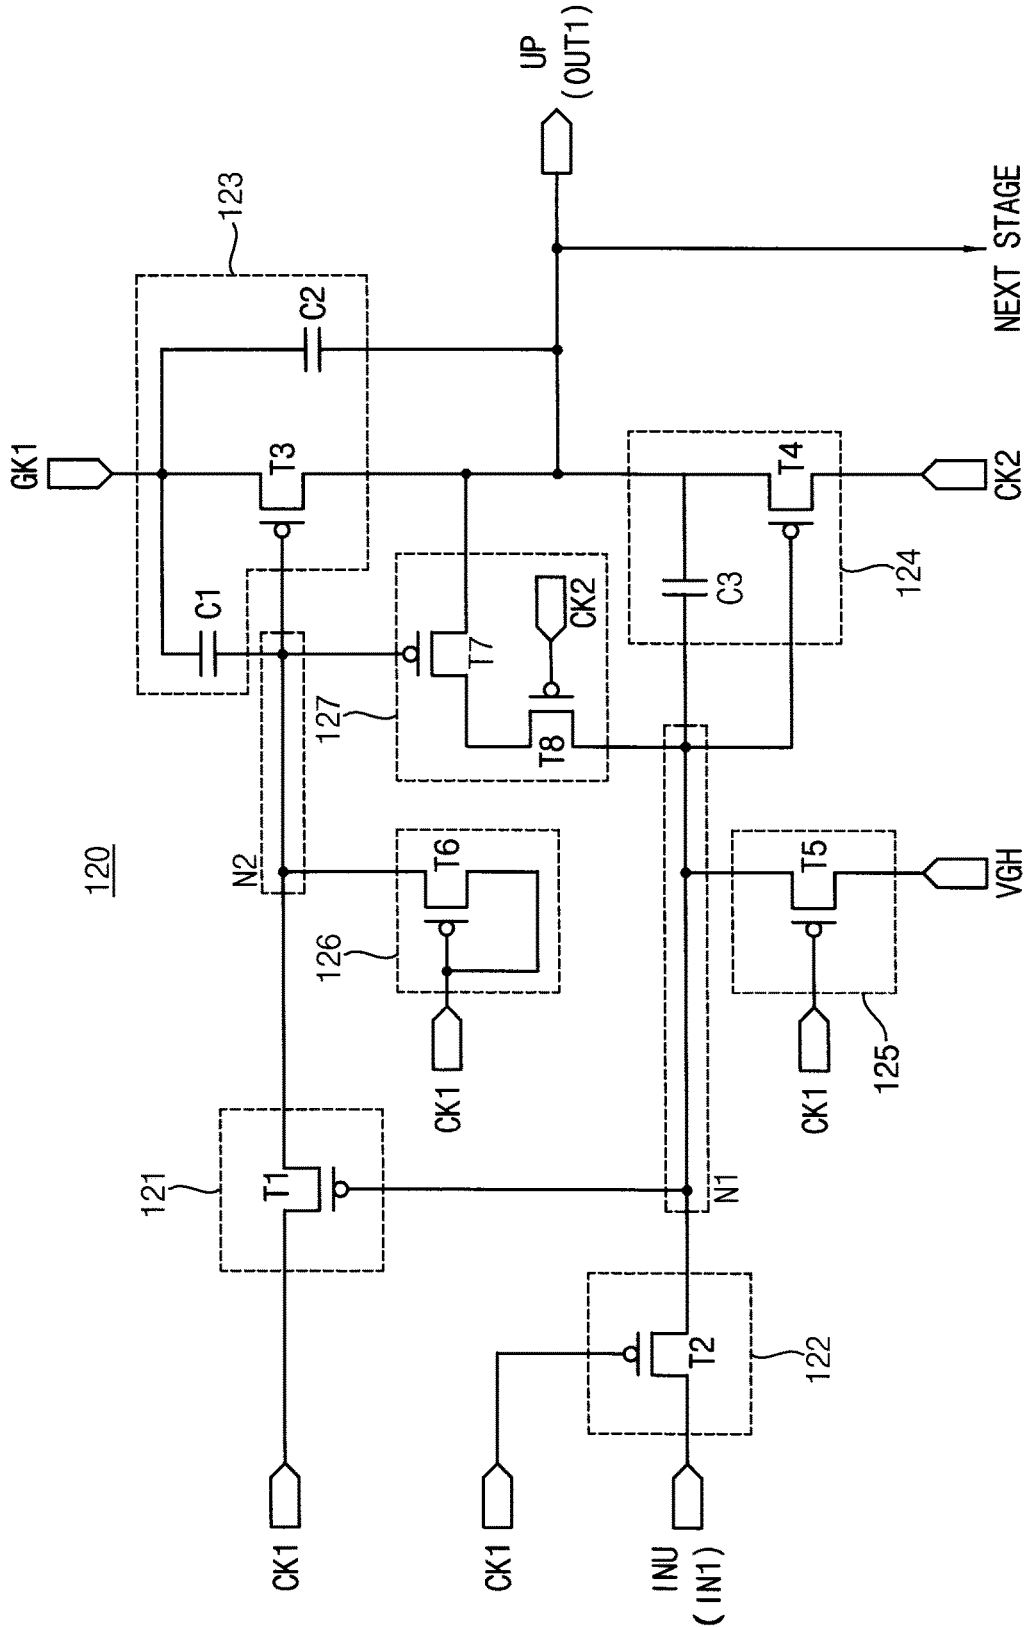 120
GK1
123
C1
C2
T3
UP
(OUT1)
N2
121
T1
CK1
126
T6
CK1
127
T7
T8
CK2
C3
T4
124
CK2
NEXT STAGE
CK1
INU
(IN1)
T2
122
N1
CK1
T5
125
VGH